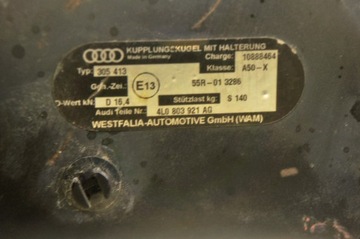 KUPPLUNGSKUGEL MIT HALTERUNG
Made in Germany Charge: 10888464
Typ: 305 413 Klasse: A50-X
Gen.-Zei.: E13 55R-01 3286
D-Wert kN: D 16,4 Stützlast kg: S 140
Audi Teile Nr.: 4L0 803 921 AG
WESTFALIA-AUTOMOTIVE GmbH (WAM)